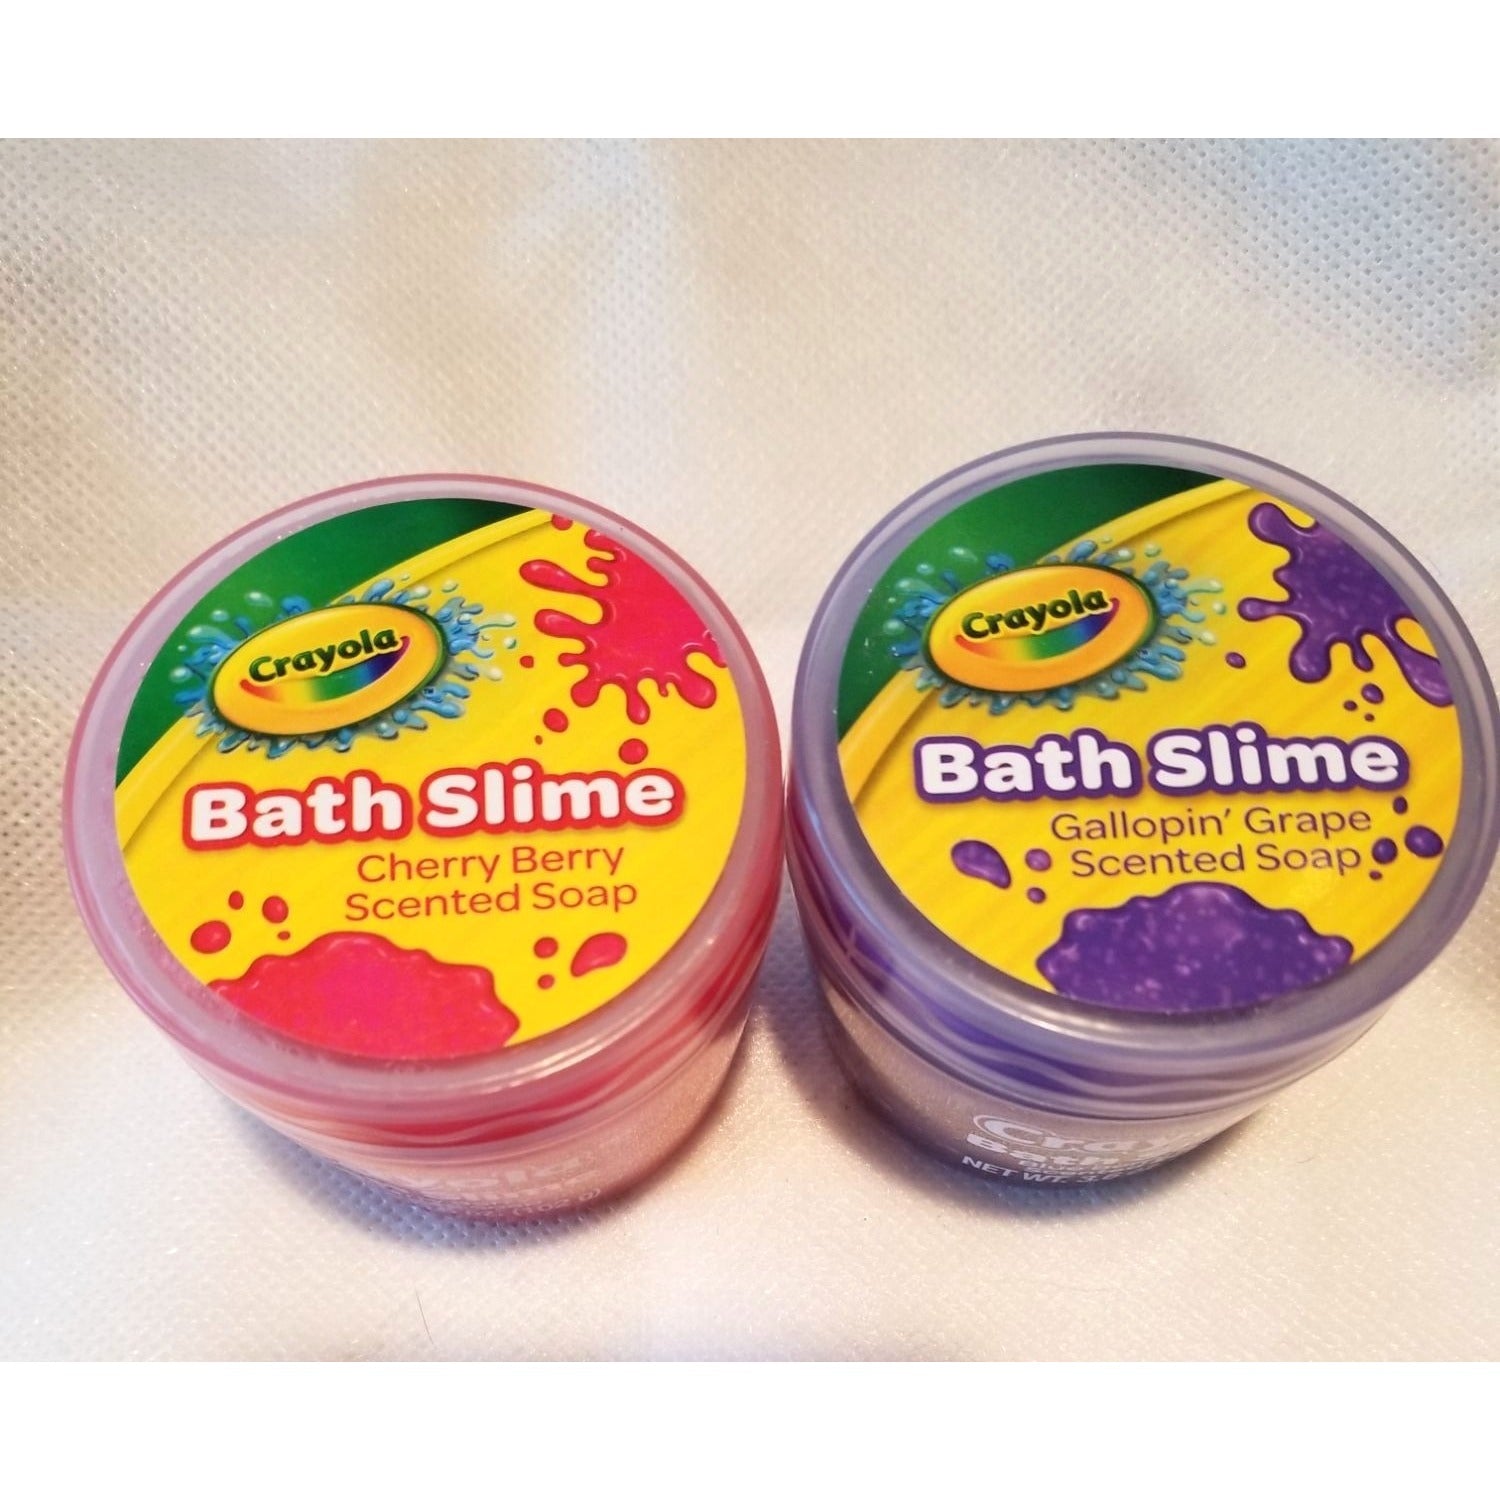 Crayola
Bath Slime
Cherry Berry
Scented Soap
Crayola
Bath Slime
Gallopin' Grape
Scented Soap
NET WT.